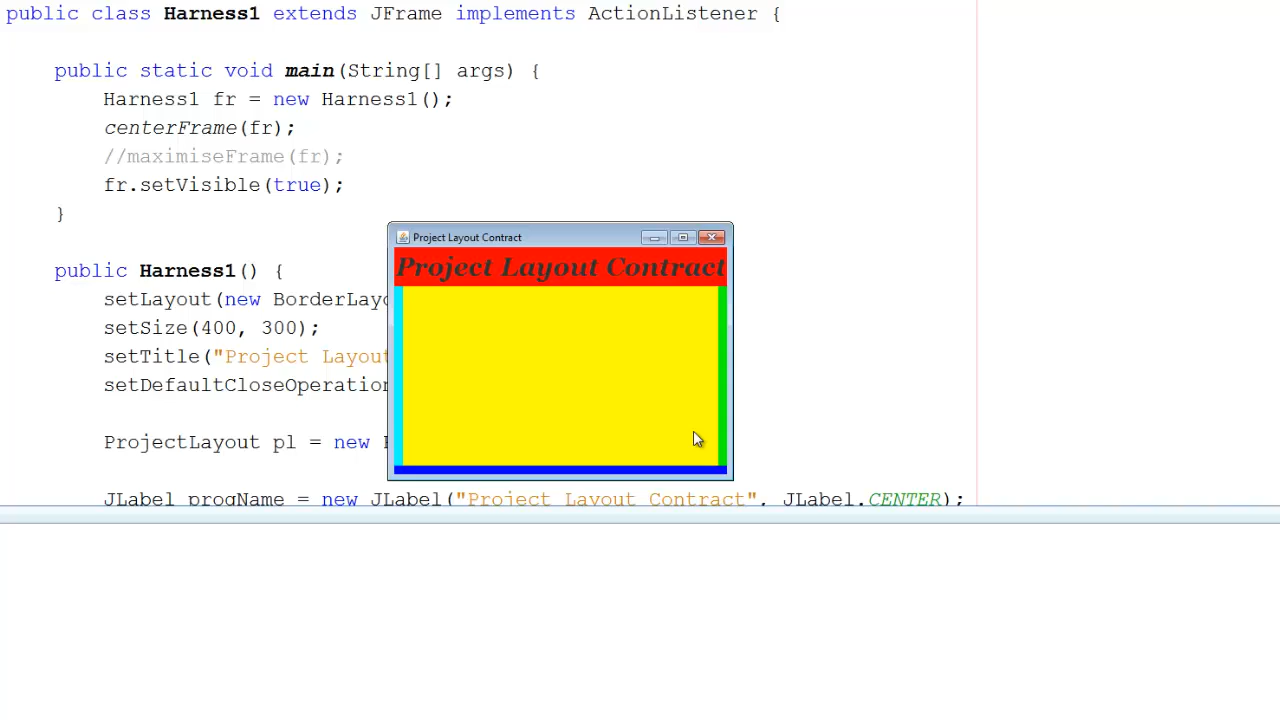 public class Harness1 extends JFrame implements ActionListener {
public static void main(String[] args) {
Harness1 fr = new Harness1();
centerFrame(fr);
//maximiseFrame(fr);
fr.setVisible(true);
}
public Harness1() {
setLayout(new BorderLayo
setSize(400, 300);
setTitle("Project Layout
setDefaultCloseOperation
ProjectLayout pl = new
JLabel progName = new JLabel("Project Layout Contract", JLabel.CENTER);
Project Layout Contract
Project Layout Contract